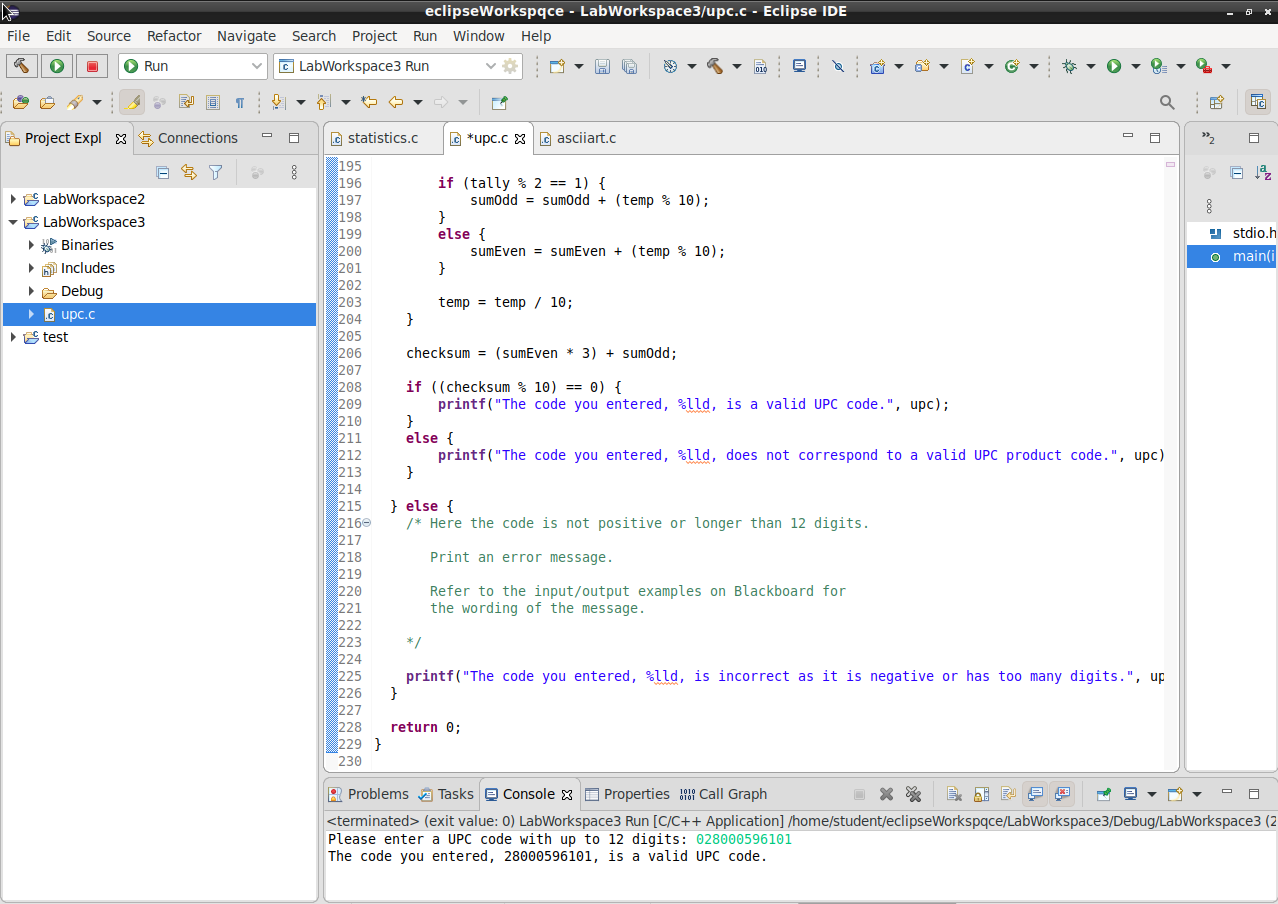 eclipseWorkspqce - LabWorkspace3/upc.c - Eclipse IDE
File Edit Source Refactor Navigate Search Project Run Window Help
Run LabWorkspace3 Run
Project Expl Connections
LabWorkspace2
LabWorkspace3
Binaries
Includes
Debug
upc.c
test
statistics.c *upc.c asciiart.c
195
196 if (tally % 2 == 1) {
197 sumOdd = sumOdd + (temp % 10);
198 }
199 else {
200 sumEven = sumEven + (temp % 10);
201 }
202
203 temp = temp / 10;
204 }
205
206 checksum = (sumEven * 3) + sumOdd;
207
208 if ((checksum % 10) == 0) {
209 printf("The code you entered, %lld, is a valid UPC code.", upc);
210 }
211 else {
212 printf("The code you entered, %lld, does not correspond to a valid UPC product code.", upc)
213 }
214
215 } else {
216 /* Here the code is not positive or longer than 12 digits.
217
218 Print an error message.
219
220 Refer to the input/output examples on Blackboard for
221 the wording of the message.
222
223 */
224
225 printf("The code you entered, %lld, is incorrect as it is negative or has too many digits.", up
226 }
227
228 return 0;
229 }
230
»2
stdio.h
main(i
Problems Tasks Console Properties Call Graph
<terminated> (exit value: 0) LabWorkspace3 Run [C/C++ Application] /home/student/eclipseWorkspqce/LabWorkspace3/Debug/LabWorkspace3 (2
Please enter a UPC code with up to 12 digits: 028000596101
The code you entered, 28000596101, is a valid UPC code.